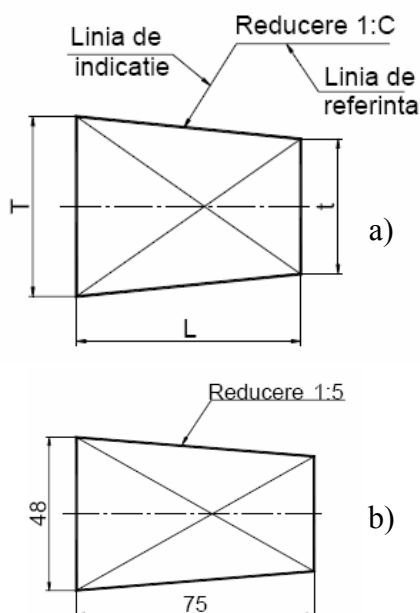 Linia de
indicatie
Reducere 1:C
Linia de
referinta
T
t
a)
L
Reducere 1:5
48
b)
75